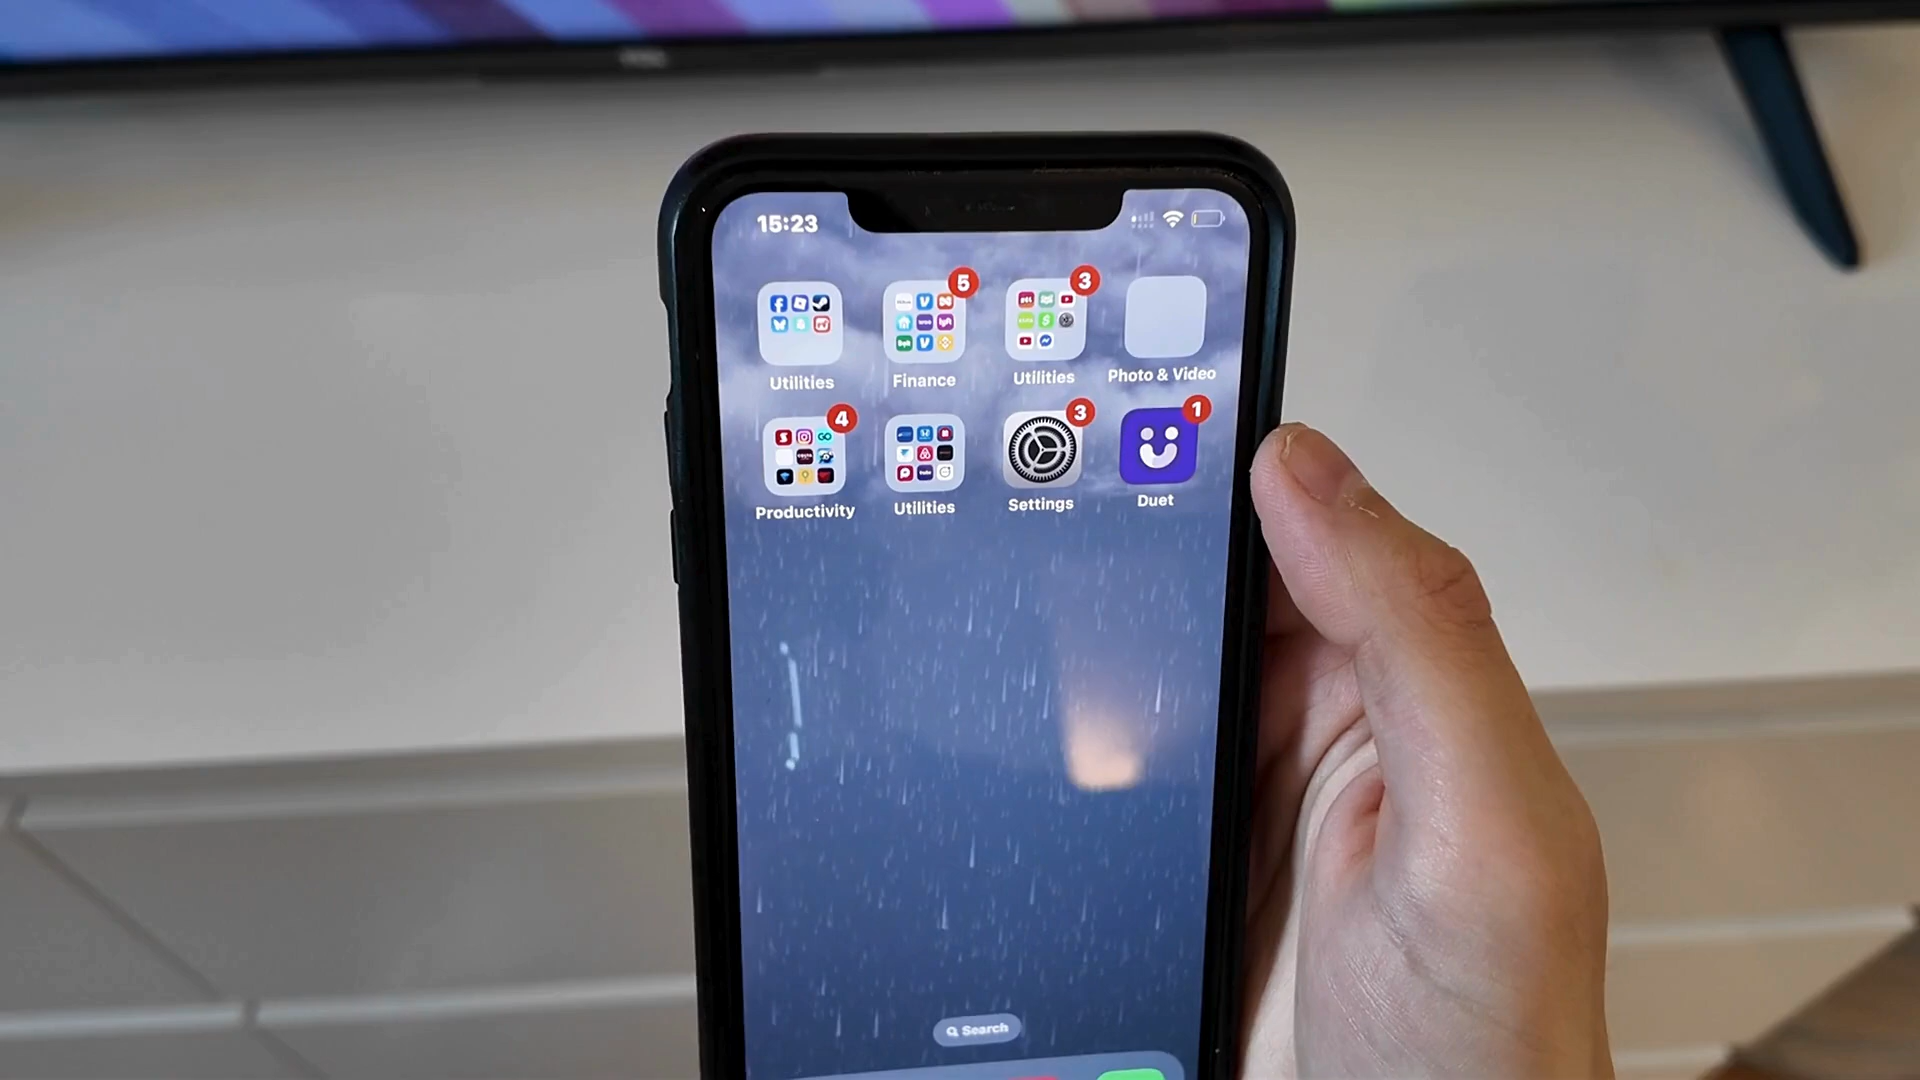 15:23
5
3
Utilities
Finance
Utilities
Photo & Video
4
3
1
Productivity
Utilities
Settings
Duet
Search